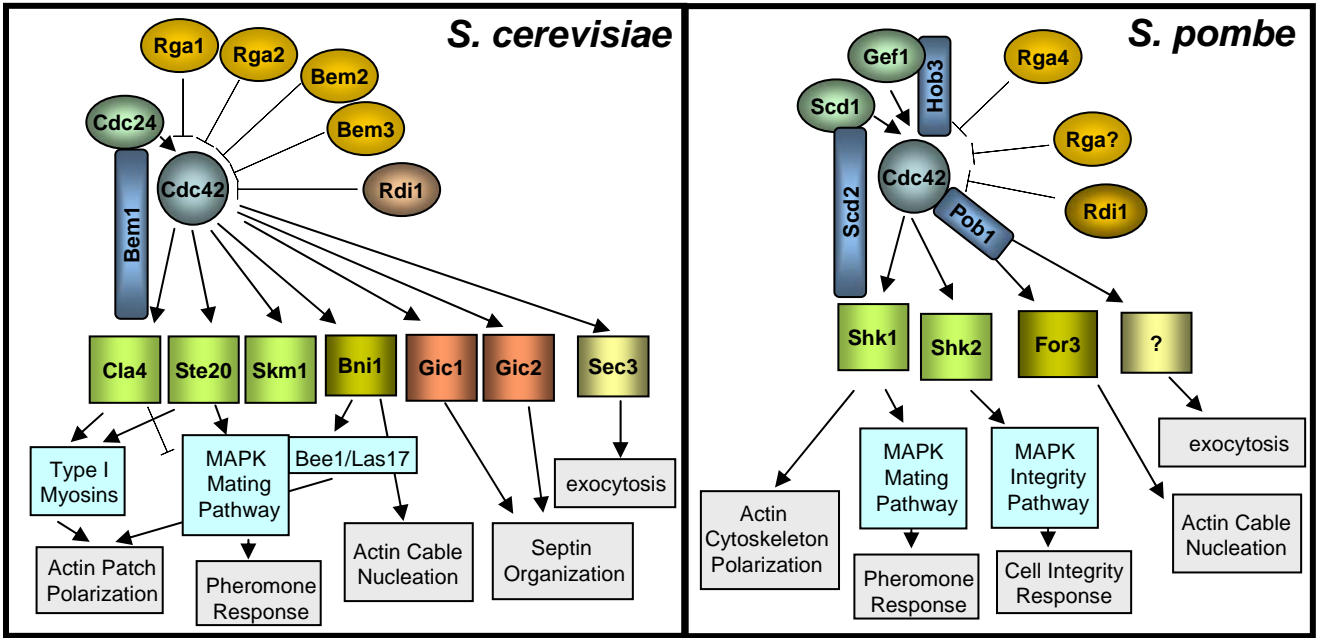 S. cerevisiae
Rga1
Rga2
Bem2
Bem3
Cdc24
Cdc42
Rdi1
Bem1
Cla4
Ste20
Skm1
Bni1
Gic1
Gic2
Sec3
Type I
Myosins
MAPK
Mating
Pathway
Bee1/Las17
exocytosis
Actin Patch
Polarization
Pheromone
Response
Actin Cable
Nucleation
Septin
Organization
S. pombe
Gef1
Hob3
Rga4
Scd1
Rga?
Cdc42
Rdi1
Scd2
Pob1
Shk1
Shk2
For3
?
exocytosis
MAPK
Mating
Pathway
MAPK
Integrity
Pathway
Actin
Cytoskeleton
Polarization
Actin Cable
Nucleation
Pheromone
Response
Cell Integrity
Response